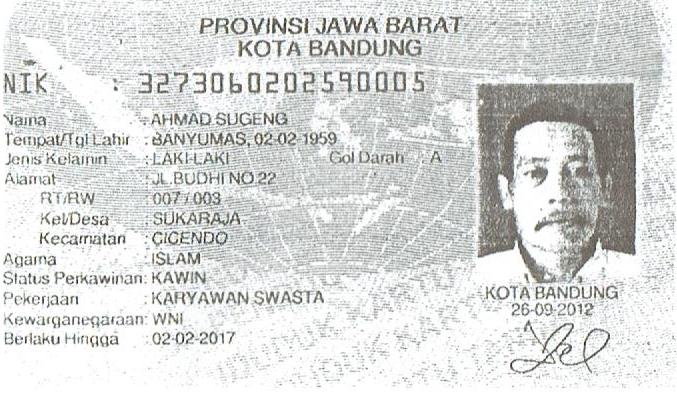 PROVINSI JAWA BARAT
KOTA BANDUNG
NIK : 3273060202590005
Nama : AHMAD SUGENG
Tempat/Tgl Lahir : BANYUMAS, 02-02-1959
Jenis Kelamin : LAKI-LAKI Gol Darah : A
Alamat : JL.BUDHI NO.22
RT/RW : 007 / 003
Kel/Desa : SUKARAJA
Kecamatan : CICENDO
Agama : ISLAM
Status Perkawinan: KAWIN
Pekerjaan : KARYAWAN SWASTA
Kewarganegaraan: WNI
Berlaku Hingga : 02-02-2017
KOTA BANDUNG
26-09-2012